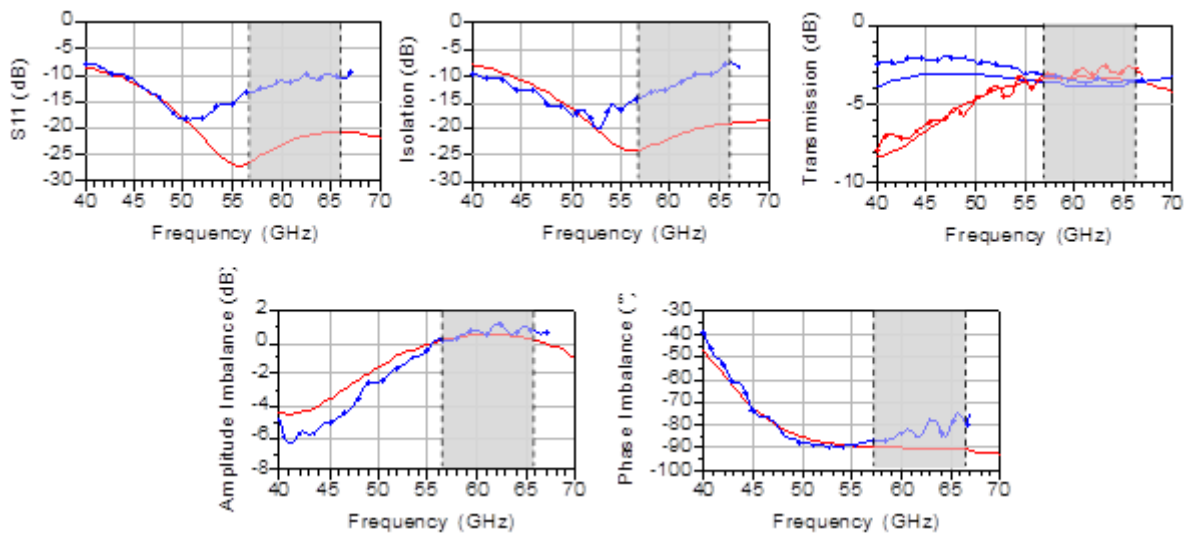 S11 (dB)
0
-5
-10
-15
-20
-25
-30
40 45 50 55 60 65 70
Frequency (GHz)
Isolation (dB)
0
-5
-10
-15
-20
-25
-30
40 45 50 55 60 65 70
Frequency (GHz)
Transmission (dB)
0
-5
-10
40 45 50 55 60 65 70
Frequency (GHz)
Amplitude Imbalance (dB)
2
0
-2
-4
-6
-8
40 45 50 55 60 65 70
Frequency (GHz)
Phase Imbalance (°
-30
-40
-50
-60
-70
-80
-90
-100
40 45 50 55 60 65 70
Frequency (GHz)